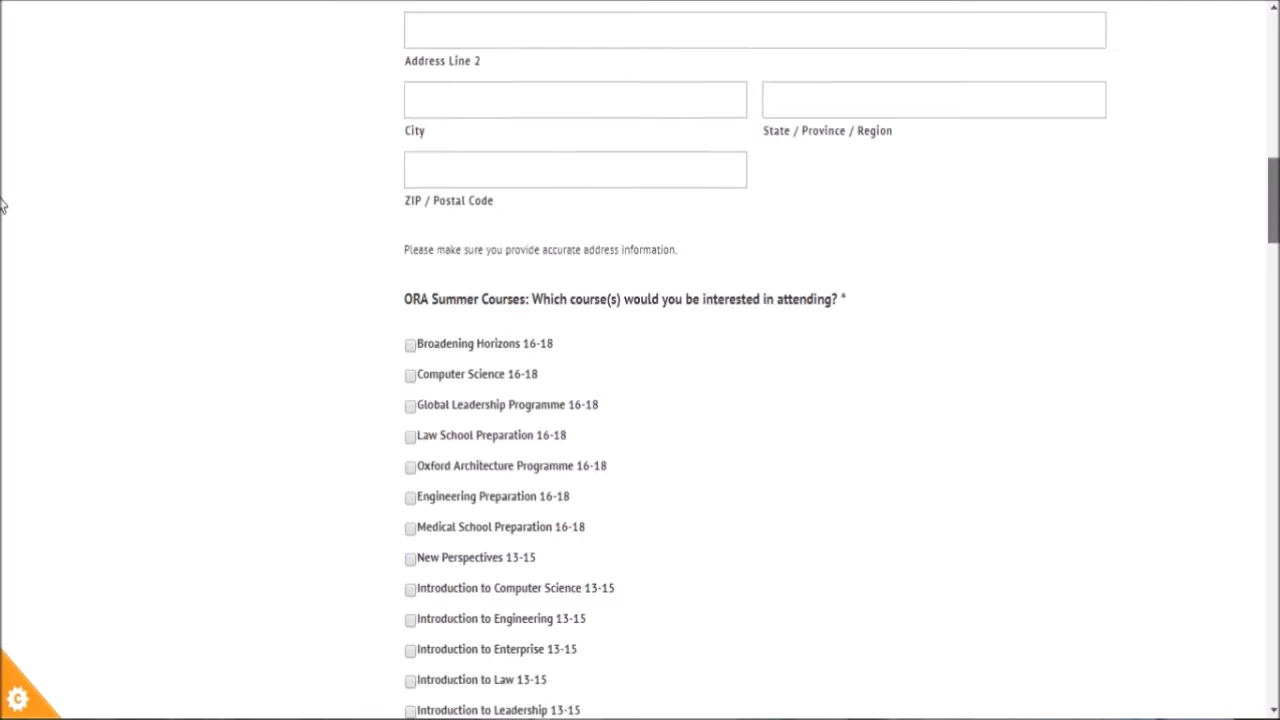 Address Line 2
City State / Province / Region
ZIP / Postal Code
Please make sure you provide accurate address information.
ORA Summer Courses: Which course(s) would you be interested in attending? *
Broadening Horizons 16-18
Computer Science 16-18
Global Leadership Programme 16-18
Law School Preparation 16-18
Oxford Architecture Programme 16-18
Engineering Preparation 16-18
Medical School Preparation 16-18
New Perspectives 13-15
Introduction to Computer Science 13-15
Introduction to Engineering 13-15
Introduction to Enterprise 13-15
Introduction to Law 13-15
Introduction to Leadership 13-15